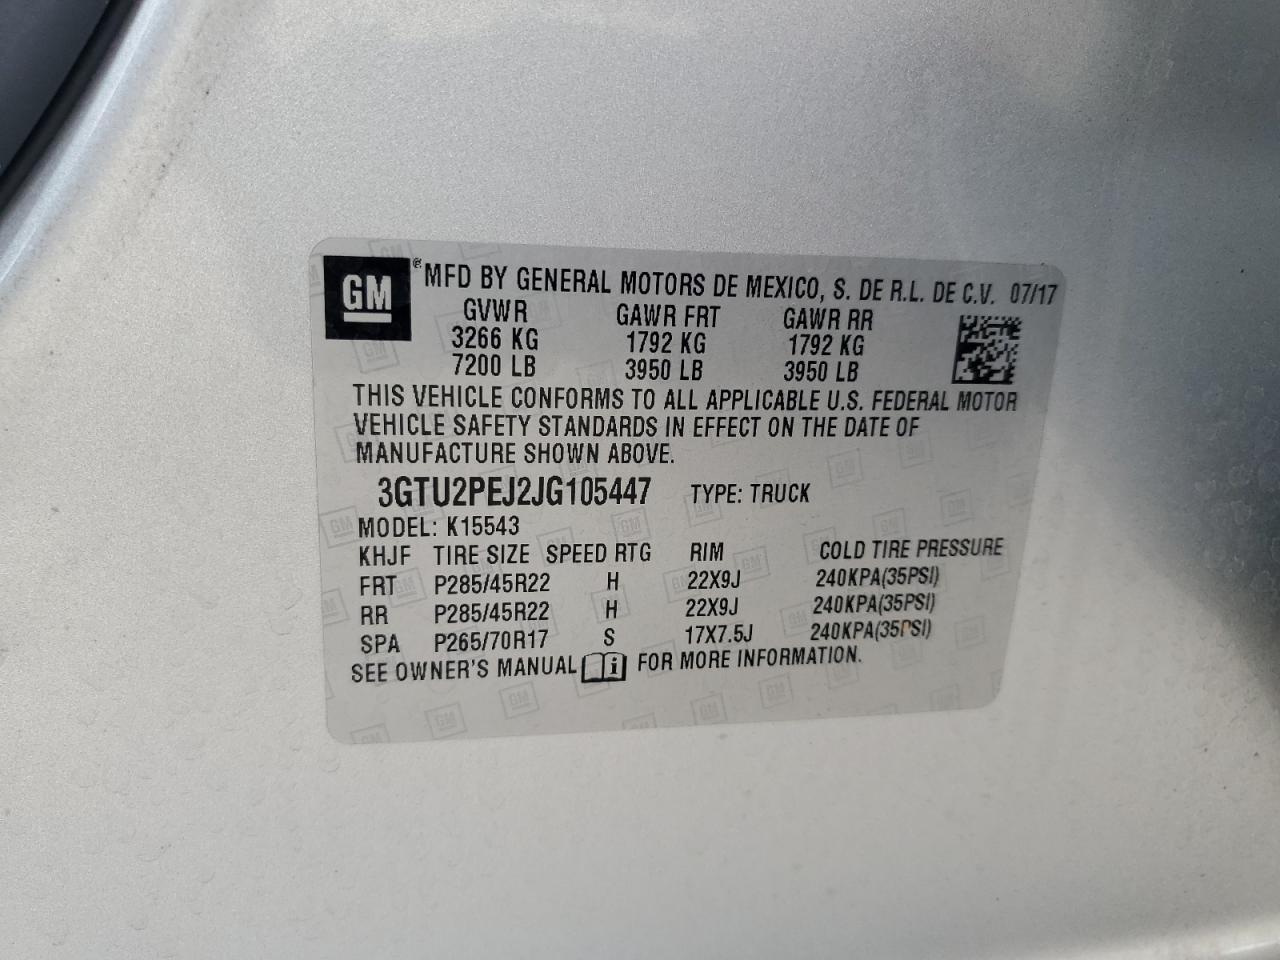 GM ® MFD BY GENERAL MOTORS DE MEXICO, S. DE R.L. DE C.V. 07/17
GVWR GAWR FRT GAWR RR
3266 KG 1792 KG 1792 KG
7200 LB 3950 LB 3950 LB
THIS VEHICLE CONFORMS TO ALL APPLICABLE U.S. FEDERAL MOTOR
VEHICLE SAFETY STANDARDS IN EFFECT ON THE DATE OF
MANUFACTURE SHOWN ABOVE.
3GTU2PEJ2JG105447 TYPE: TRUCK
MODEL: K15543
KHJF TIRE SIZE SPEED RTG RIM COLD TIRE PRESSURE
FRT P285/45R22 H 22X9J 240KPA(35PSI)
RR P285/45R22 H 22X9J 240KPA(35PSI)
SPA P265/70R17 S 17X7.5J 240KPA(35PSI)
SEE OWNER'S MANUAL i FOR MORE INFORMATION.